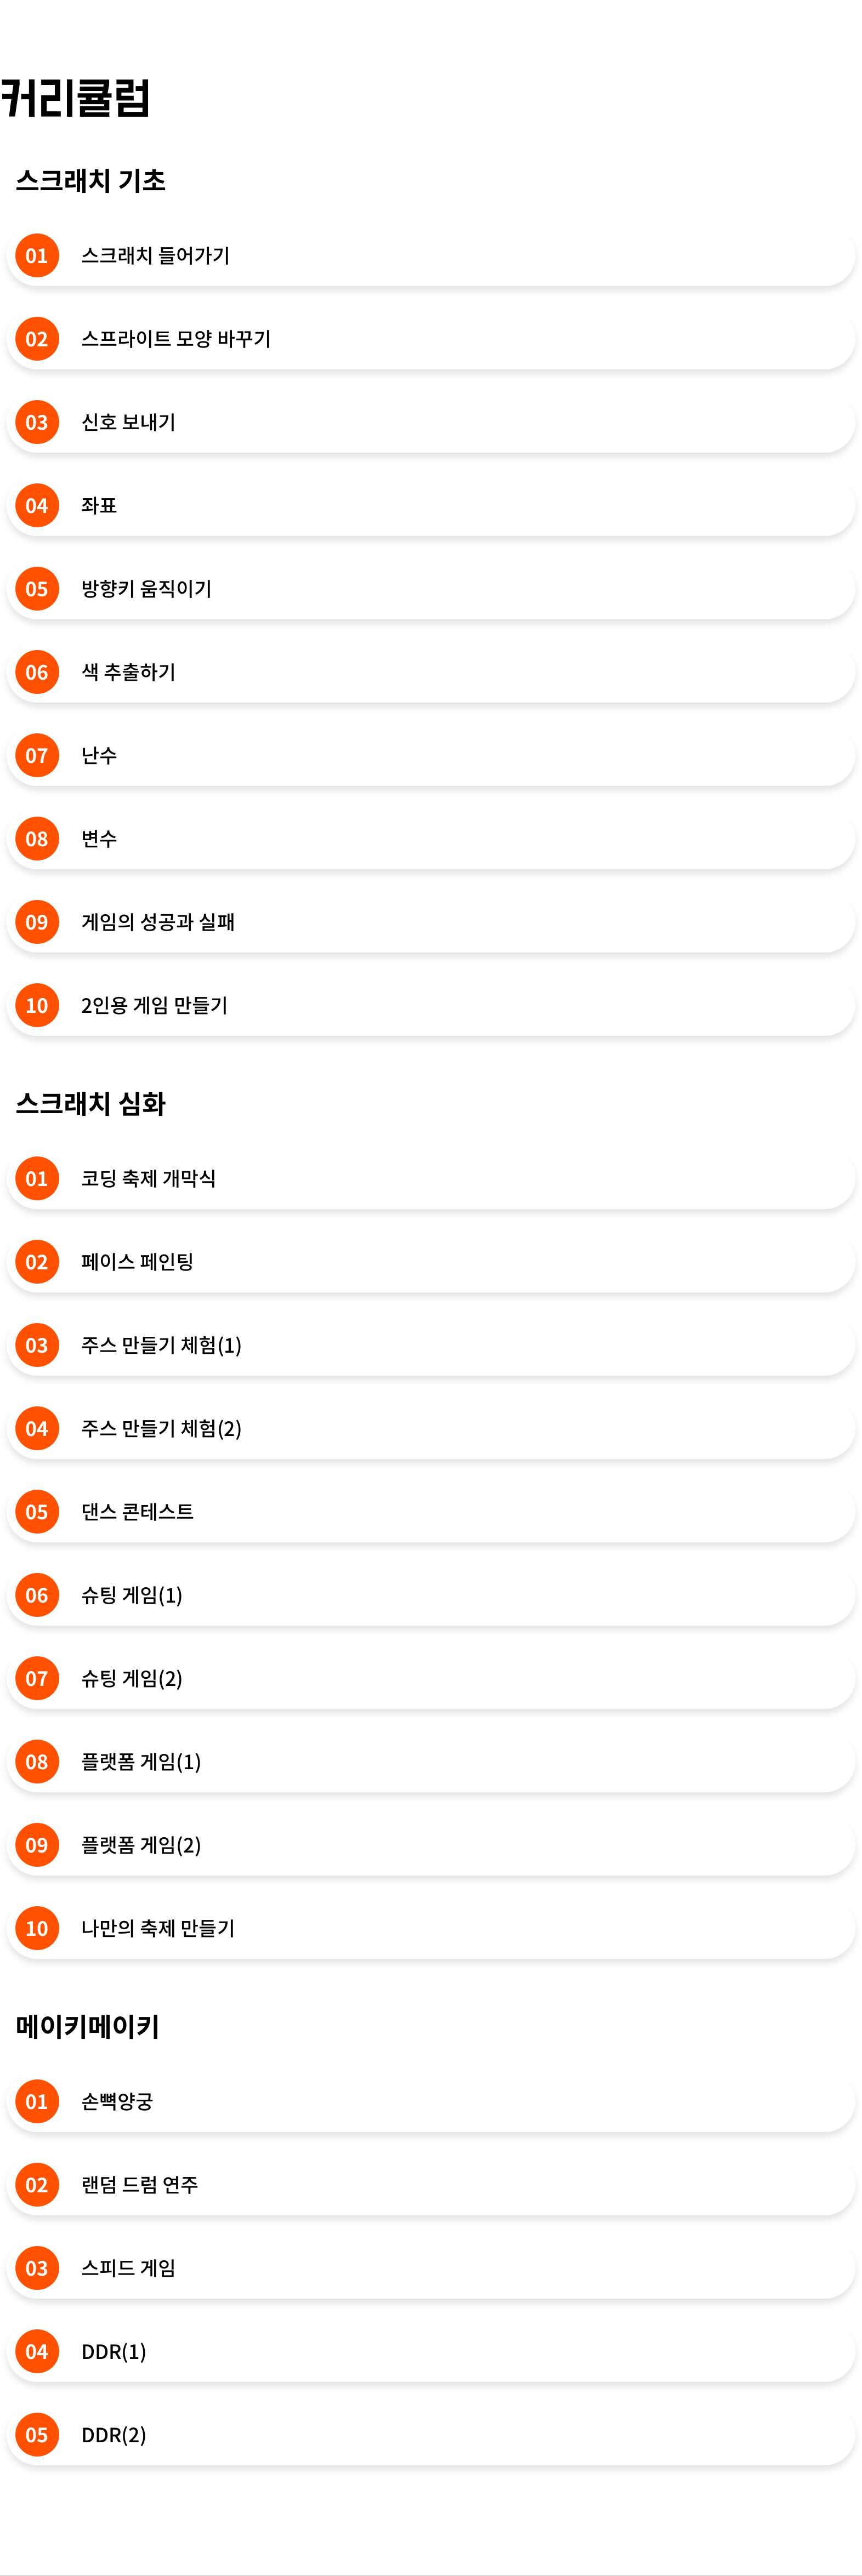 커리큘럼
스크래치 기초
01 스크래치 들어가기
02 스프라이트 모양 바꾸기
03 신호 보내기
04 좌표
05 방향키 움직이기
06 색 추출하기
07 난수
08 변수
09 게임의 성공과 실패
10 2인용 게임 만들기
스크래치 심화
01 코딩 축제 개막식
02 페이스 페인팅
03 주스 만들기 체험(1)
04 주스 만들기 체험(2)
05 댄스 콘테스트
06 슈팅 게임(1)
07 슈팅 게임(2)
08 플랫폼 게임(1)
09 플랫폼 게임(2)
10 나만의 축제 만들기
메이키메이키
01 손뼉양궁
02 랜덤 드럼 연주
03 스피드 게임
04 DDR(1)
05 DDR(2)